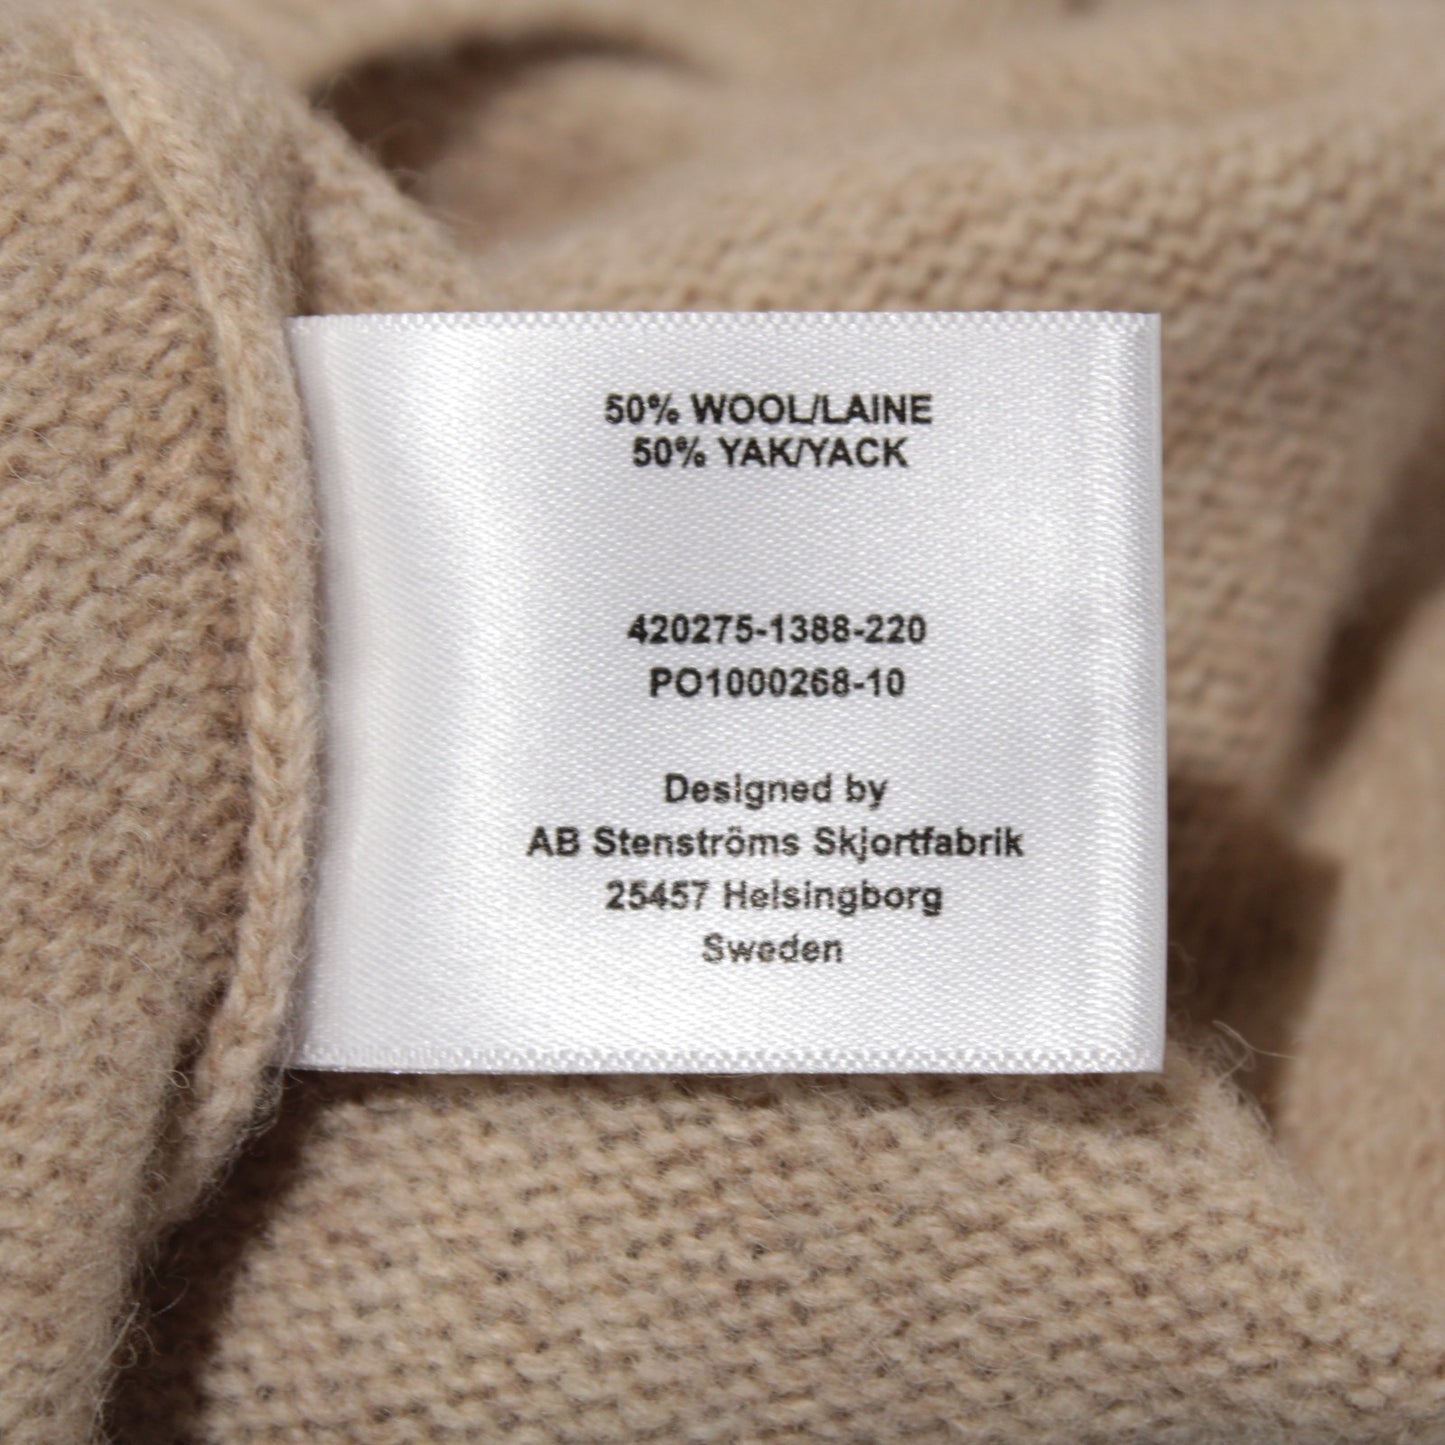 50% WOOL/LAINE
50% YAK/YACK
420275-1388-220
PO1000268-10
Designed by
AB Stenströms Skjortfabrik
25457 Helsingborg
Sweden